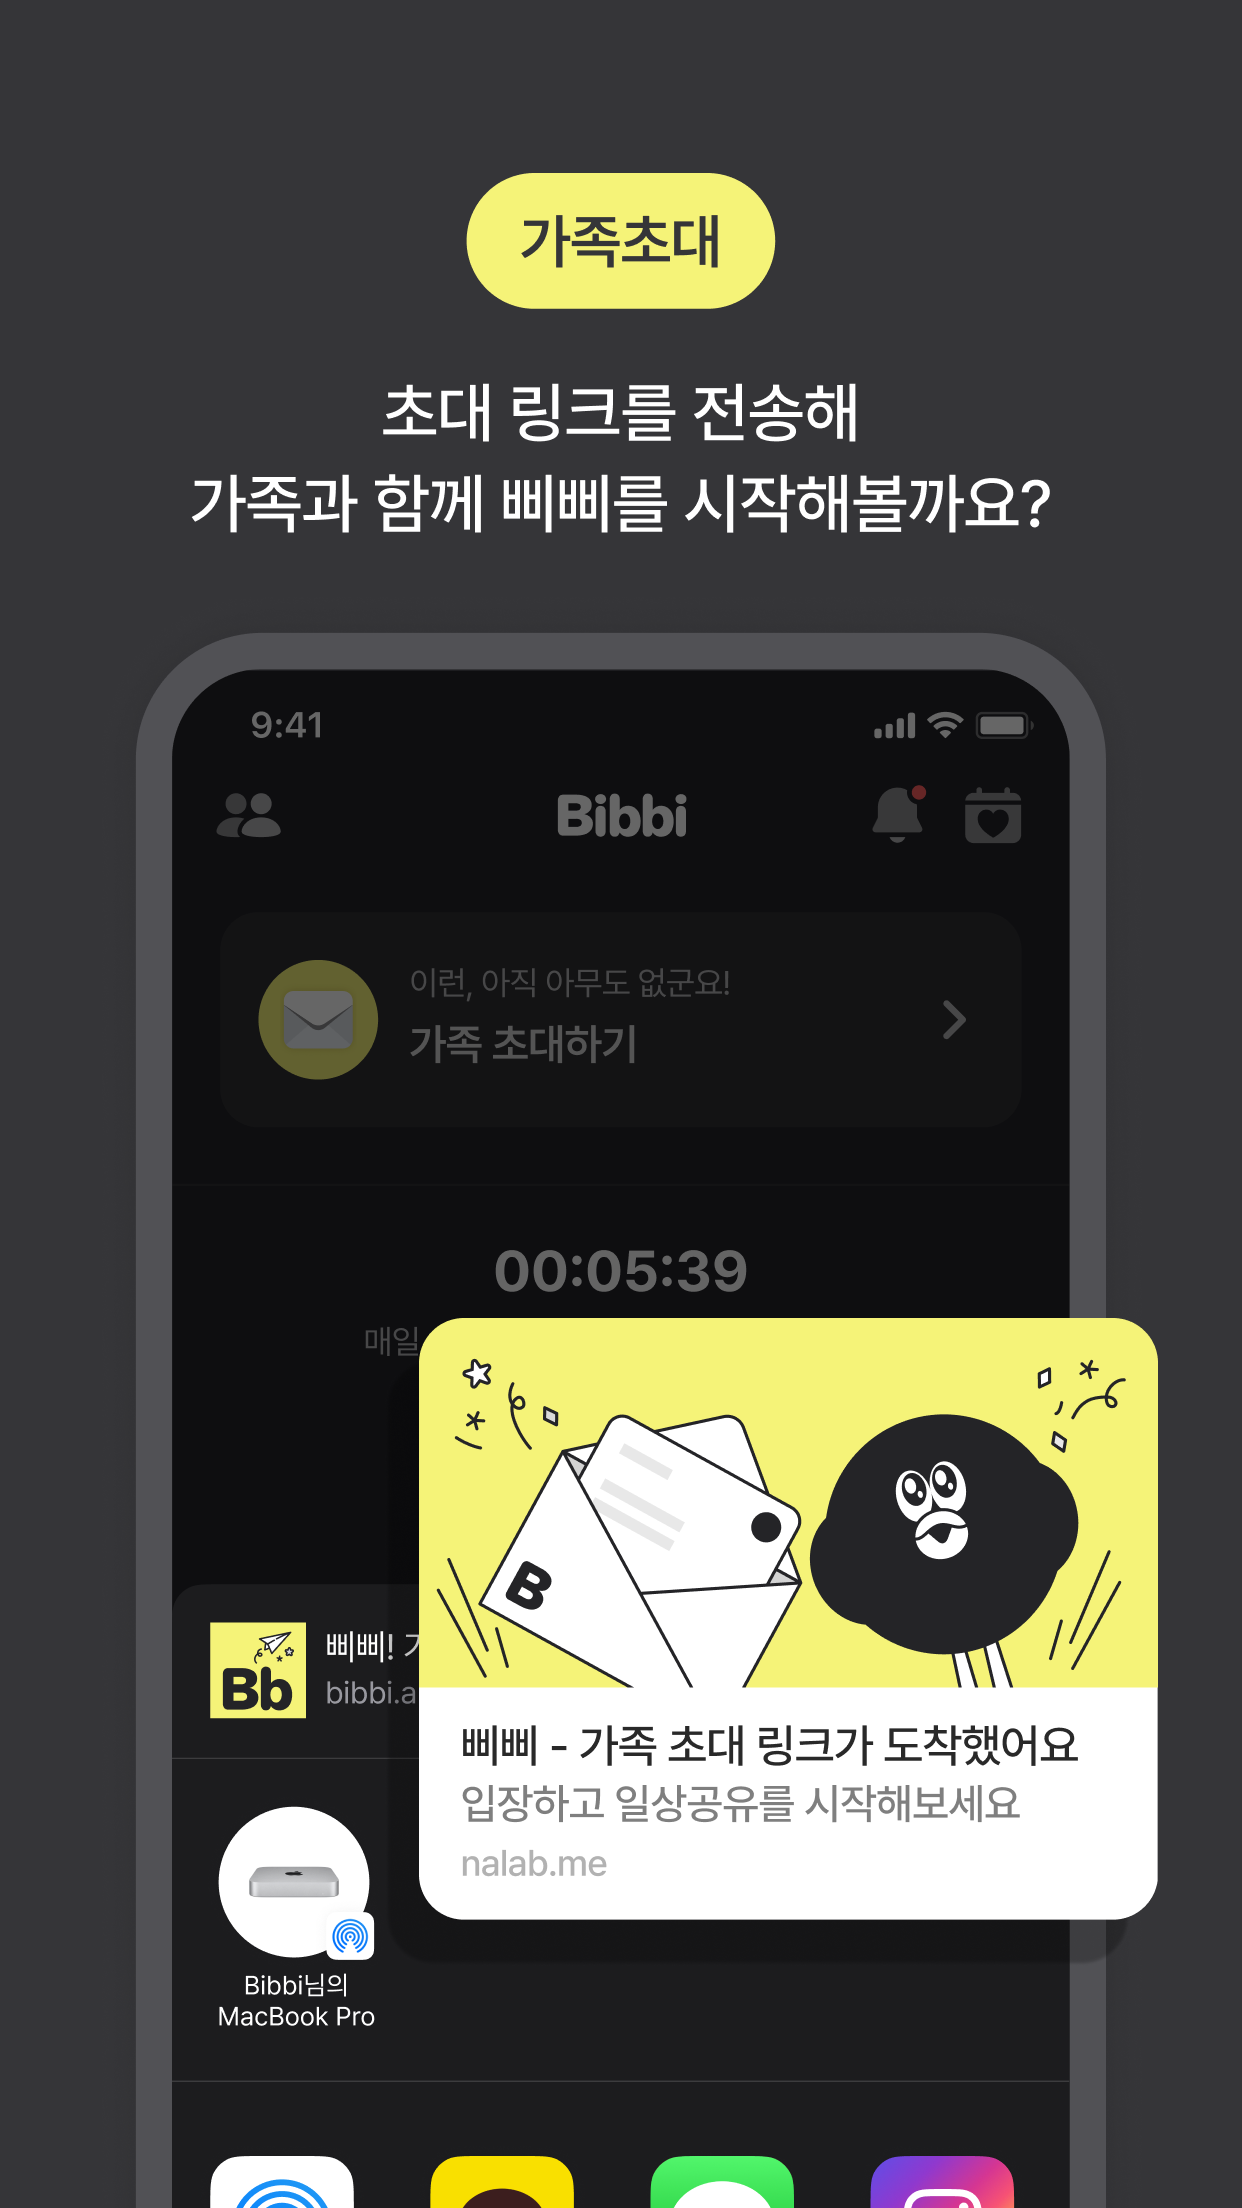 가족초대
초대 링크를 전송해
가족과 함께 삐삐를 시작해볼까요?
9:41
Bibbi
이런, 아직 아무도 없군요!
가족 초대하기
00:05:39
매일
B
Bb
삐삐!
bibbi.a
삐삐 - 가족 초대 링크가 도착했어요
입장하고 일상공유를 시작해보세요
nalab.me
Bibbi님의
MacBook Pro